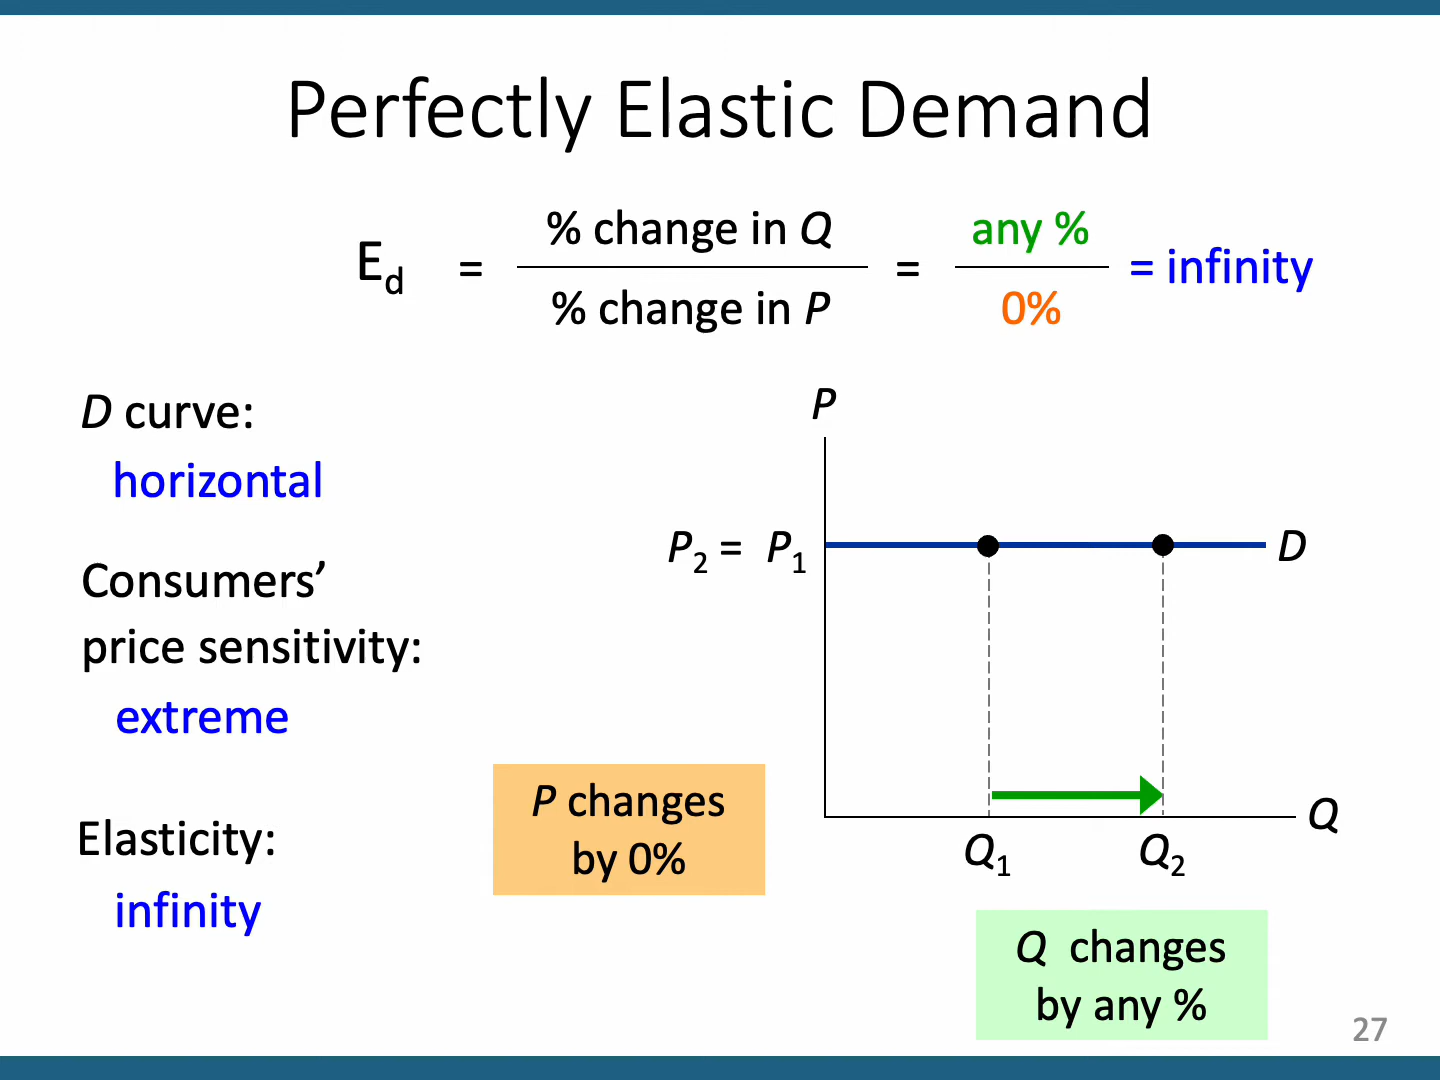 Perfectly Elastic Demand
E_d = % change in Q / % change in P = any % / 0% = infinity
D curve:
horizontal
Consumers’
price sensitivity:
extreme
Elasticity:
infinity
P
P₂ = P₁
D
Q
Q₁
Q₂
P changes
by 0%
Q changes
by any %
27